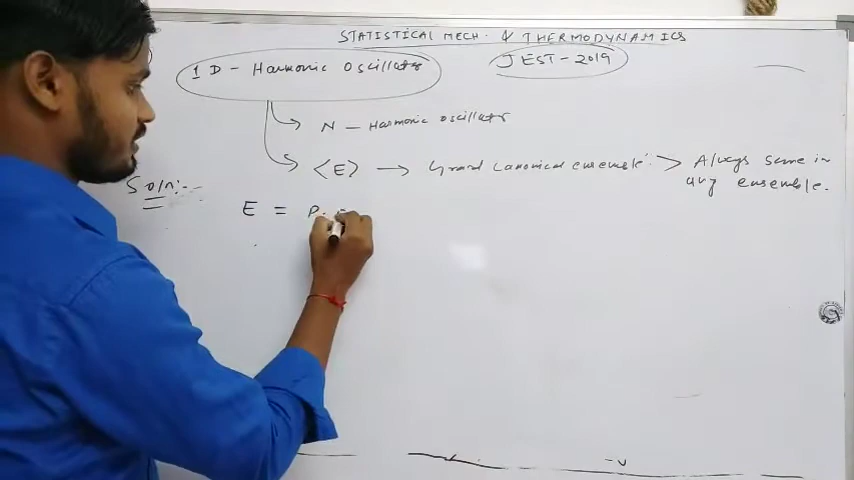 STATISTICAL MECH. & THERMODYNAMICS
1 D - Harmonic Oscillator
JEST - 2019
N - Harmonic oscillator
<E> → Grand Canonical ensemble. > Always same in
any ensemble.
Soln:-
E = P